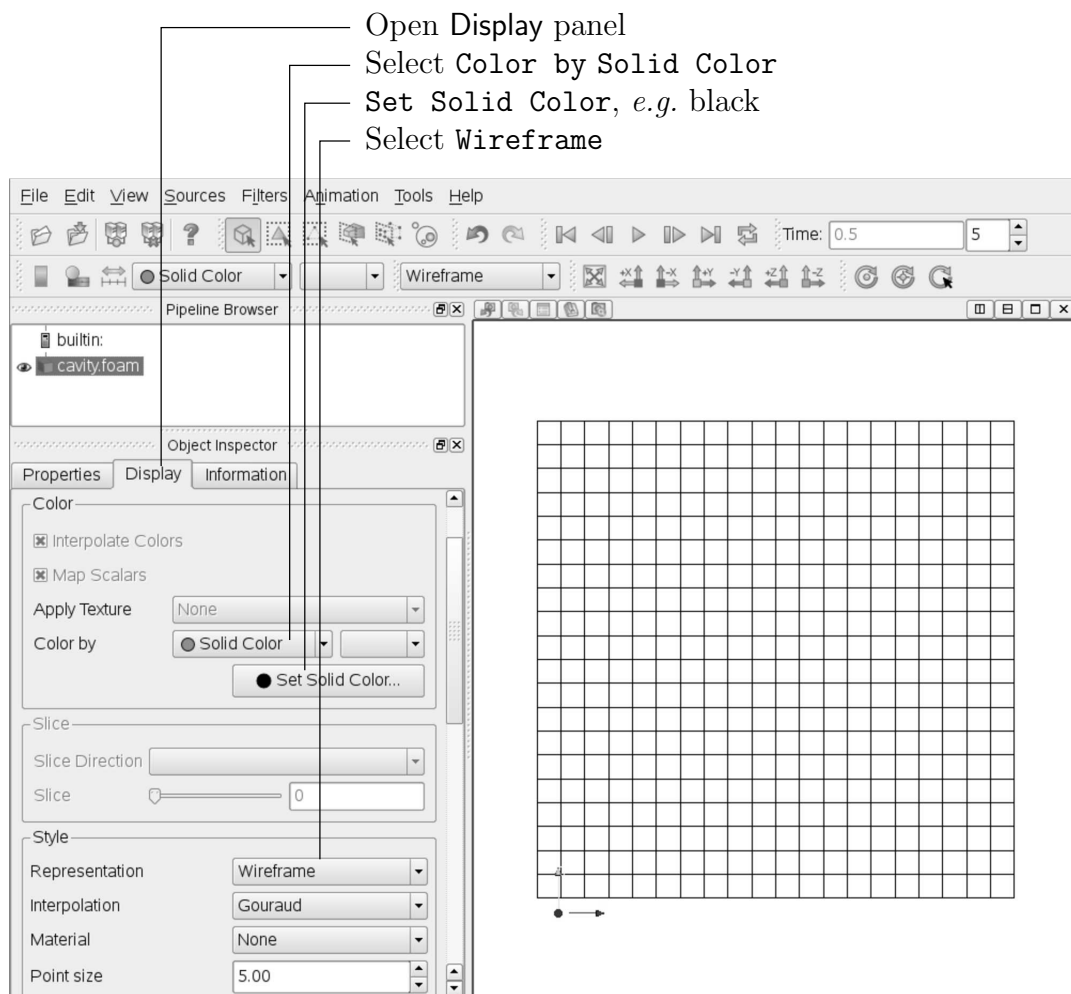 Open Display panel
Select Color by Solid Color
Set Solid Color, e.g. black
Select Wireframe
File Edit View Sources Filters Animation Tools Help
? Time: 0.5 5
Solid Color Wireframe +X -X +Y -Y +Z -Z
Pipeline Browser
builtin:
cavity.foam
Object Inspector
Properties Display Information
Color
Interpolate Colors
Map Scalars
Apply Texture None
Color by Solid Color
Set Solid Color...
Slice
Slice Direction
Slice 0
Style
Representation Wireframe
Interpolation Gouraud
Material None
Point size 5.00